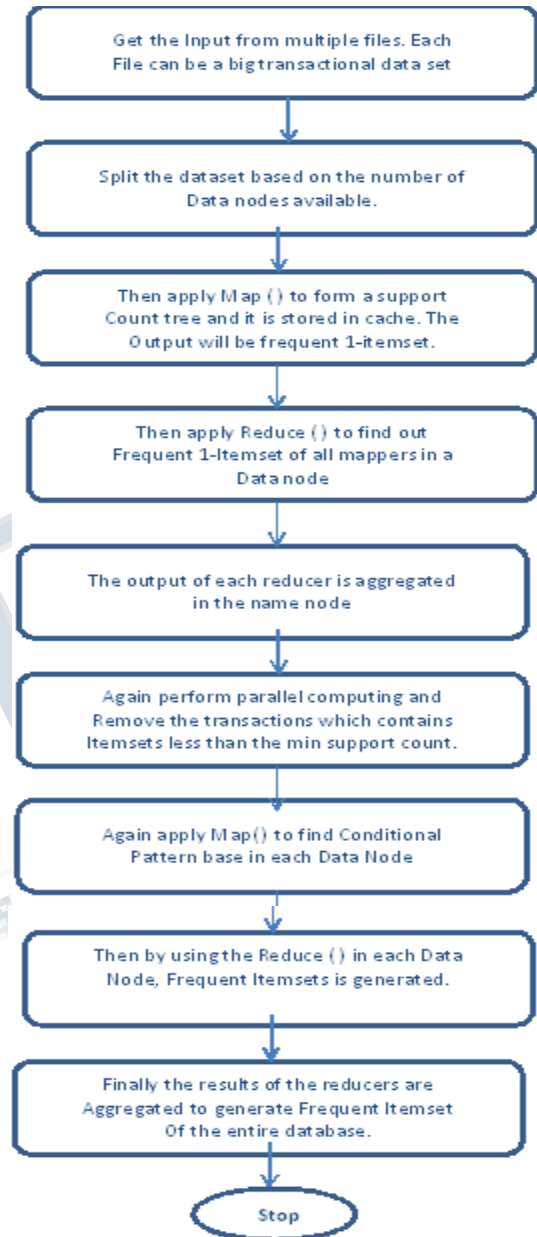 Get the Input from multiple files. Each
File can be a big transactional data set
Split the dataset based on the number of
Data nodes available.
Then apply Map () to form a support
Count tree and it is stored in cache. The
Output will be frequent 1-itemset.
Then apply Reduce () to find out
Frequent 1-Itemset of all mappers in a
Data node
The output of each reducer is aggregated
in the name node
Again perform parallel computing and
Remove the transactions which contains
Itemsets less than the min support count.
Again apply Map() to find Conditional
Pattern base in each Data Node
Then by using the Reduce () in each Data
Node, Frequent Itemsets is generated.
Finally the results of the reducers are
Aggregated to generate Frequent Itemset
Of the entire database.
Stop